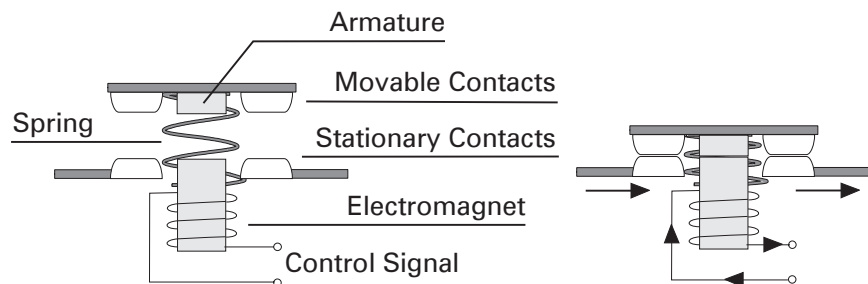 Armature
Movable Contacts
Spring
Stationary Contacts
Electromagnet
Control Signal